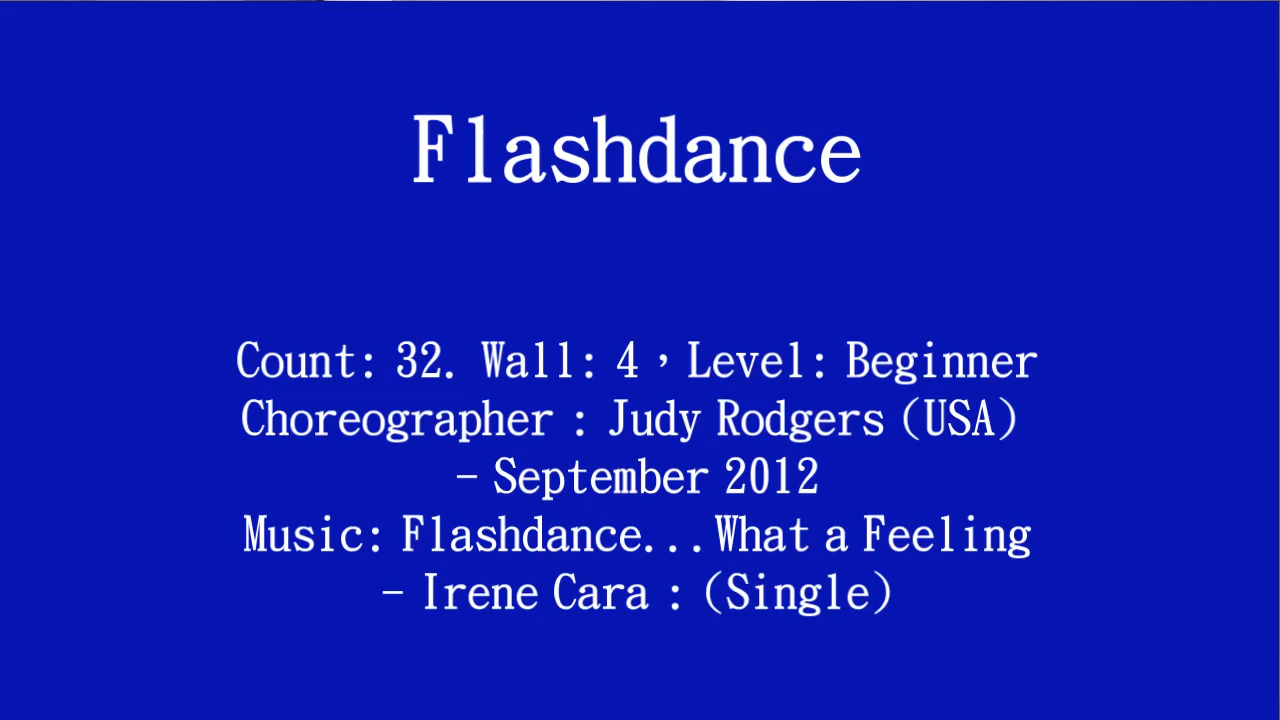 Flashdance
Count: 32. Wall: 4，Level: Beginner
Choreographer : Judy Rodgers (USA)
- September 2012
Music: Flashdance...What a Feeling
- Irene Cara : (Single)